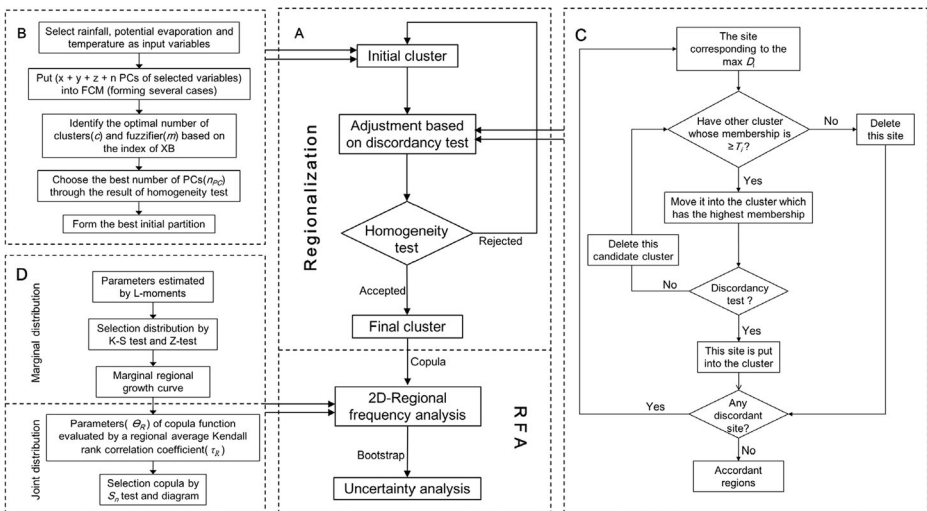 B
Select rainfall, potential evaporation and
temperature as input variables
Put (x + y + z + n PCs of selected variables)
into FCM (forming several cases)
Identify the optimal number of
clusters(c) and fuzzifier(m) based on
the index of XB
Choose the best number of PCs(nPC)
through the result of homogeneity test
Form the best initial partition
D
Marginal distribution
Parameters estimated
by L-moments
Selection distribution by
K-S test and Z-test
Marginal regional
growth curve
Joint distribution
Parameters( ΘR) of copula function
evaluated by a regional average Kendall
rank correlation coefficient( τR)
Selection copula by
Sn test and diagram
A
Regionalization
Initial cluster
Adjustment based
on discordancy test
Homogeneity
test
Rejected
Accepted
Final cluster
Copula
RFA
2D-Regional
frequency analysis
Bootstrap
Uncertainty analysis
C
The site
corresponding to the
max Di
Have other cluster
whose membership is
≥Ti?
No
Delete
this site
Yes
Move it into the cluster which
has the highest membership
Delete this
candidate cluster
No
Discordancy
test ?
Yes
This site is put
into the cluster
Yes
Any
discordant
site?
No
Accordant
regions